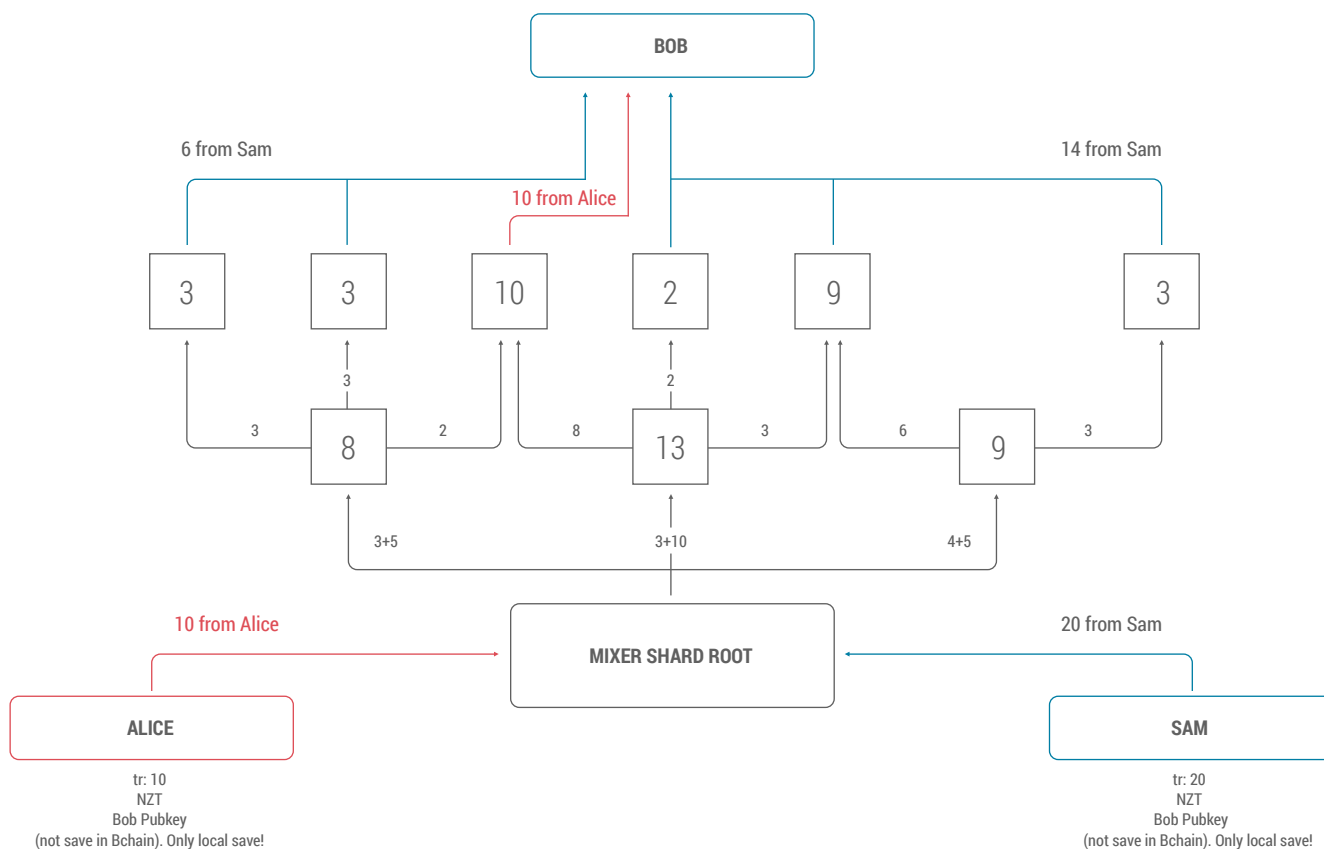 BOB
6 from Sam
14 from Sam
10 from Alice
3
3
10
2
9
3
3
2
3
2
8
3
6
3
8
13
9
3+5
3+10
4+5
10 from Alice
20 from Sam
MIXER SHARD ROOT
ALICE
SAM
tr: 10
NZT
Bob Pubkey
(not save in Bchain). Only local save!
tr: 20
NZT
Bob Pubkey
(not save in Bchain). Only local save!